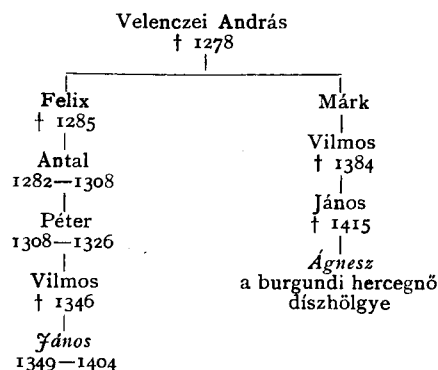 Velenczei András
† 1278
Felix
† 1285
Antal
1282—1308
Péter
1308—1326
Vilmos
† 1346
János
1349—1404
Márk
Vilmos
† 1384
János
† 1415
Ágnesz
a burgundi hercegnő
díszhölgye